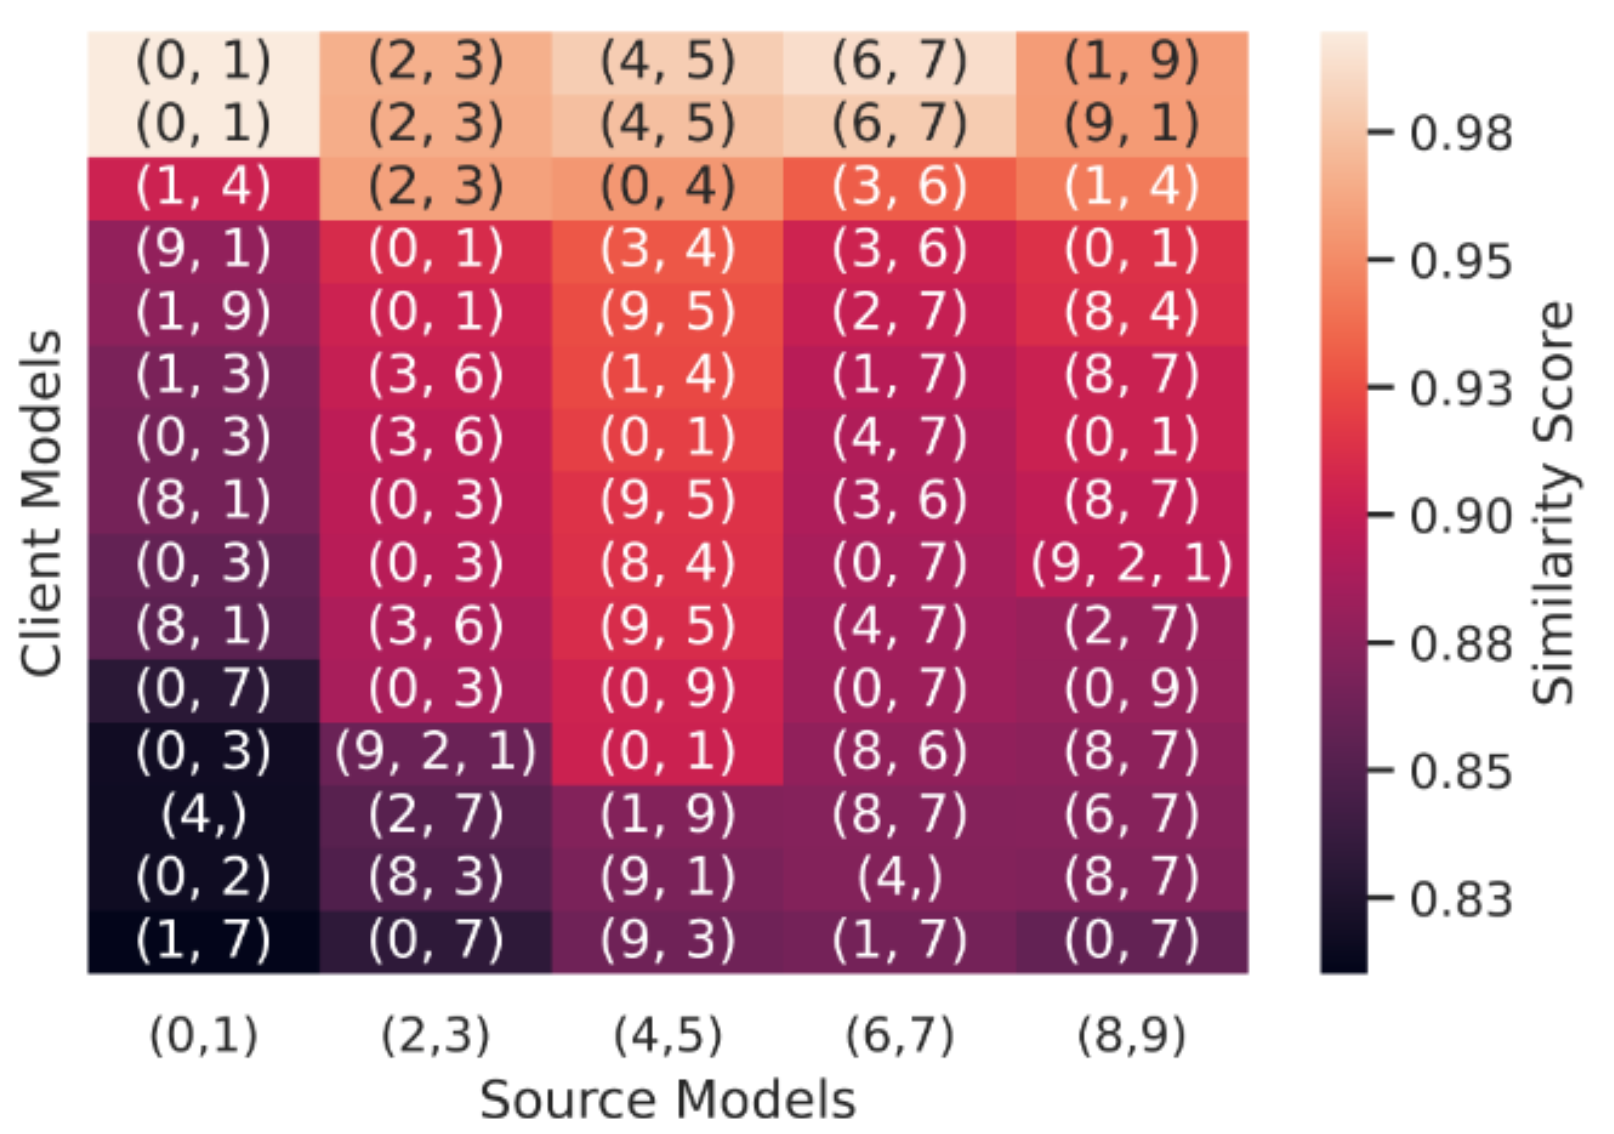 (0, 1) (2, 3) (4, 5) (6, 7) (1, 9)
(0, 1) (2, 3) (4, 5) (6, 7) (9, 1)
(1, 4) (2, 3) (0, 4) (3, 6) (1, 4)
(9, 1) (0, 1) (3, 4) (3, 6) (0, 1)
(1, 9) (0, 1) (9, 5) (2, 7) (8, 4)
(1, 3) (3, 6) (1, 4) (1, 7) (8, 7)
(0, 3) (3, 6) (0, 1) (4, 7) (0, 1)
(8, 1) (0, 3) (9, 5) (3, 6) (8, 7)
(0, 3) (0, 3) (8, 4) (0, 7) (9, 2, 1)
(8, 1) (3, 6) (9, 5) (4, 7) (2, 7)
(0, 7) (0, 3) (0, 9) (0, 7) (0, 9)
(0, 3) (9, 2, 1) (0, 1) (8, 6) (8, 7)
(4,) (2, 7) (1, 9) (8, 7) (6, 7)
(0, 2) (8, 3) (9, 1) (4,) (8, 7)
(1, 7) (0, 7) (9, 3) (1, 7) (0, 7)
(0,1) (2,3) (4,5) (6,7) (8,9)
Source Models
Client Models
0.98
0.95
0.93
0.90
0.88
0.85
0.83
Similarity Score